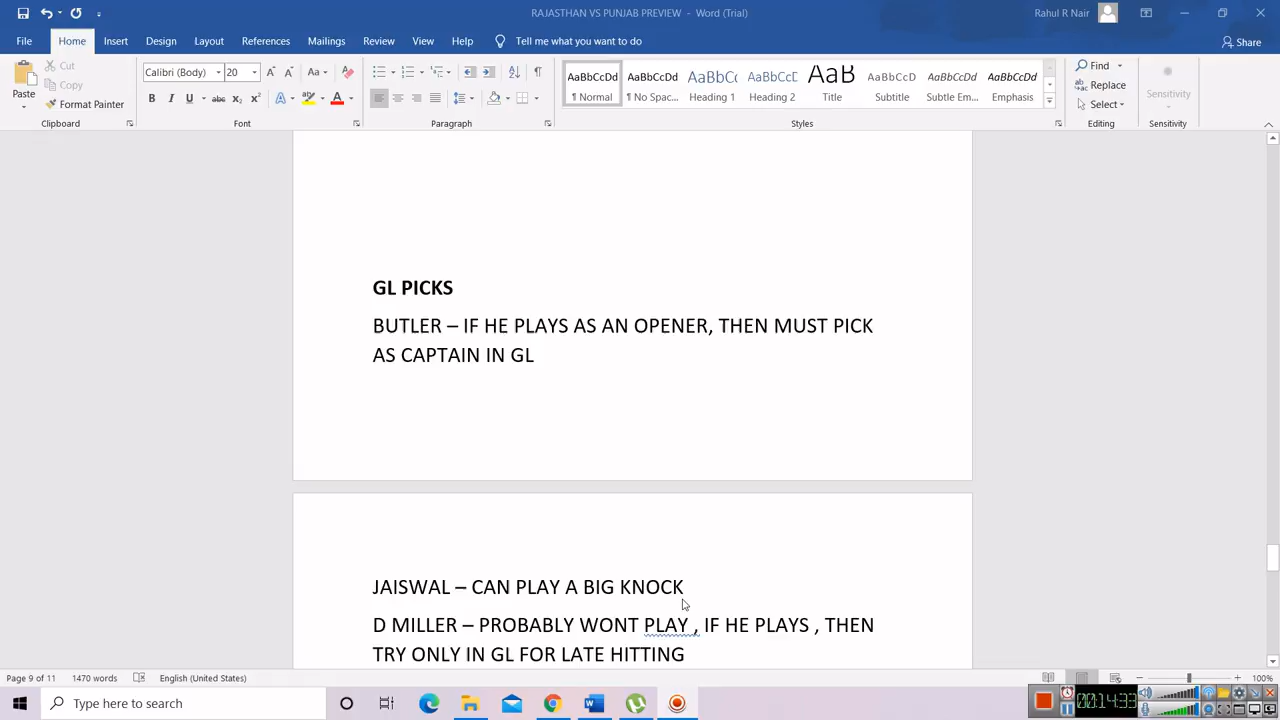 RAJASTHAN VS PUNJAB PREVIEW - Word (Trial)
Rahul R Nair
File Home Insert Design Layout References Mailings Review View Help Tell me what you want to do Share
Paste
Cut
Copy
Format Painter
Clipboard
Calibri (Body) 20
Font
Paragraph
AaBbCcDd AaBbCcDd AaBbCc AaBbCcD AaB AaBbCcD AaBbCcDd AaBbCcDd
¶ Normal ¶ No Spac... Heading 1 Heading 2 Title Subtitle Subtle Em... Emphasis
Styles
Find
Replace
Select
Editing
Sensitivity
Sensitivity
GL PICKS
BUTLER – IF HE PLAYS AS AN OPENER, THEN MUST PICK
AS CAPTAIN IN GL
JAISWAL – CAN PLAY A BIG KNOCK
D MILLER – PROBABLY WONT PLAY , IF HE PLAYS , THEN
TRY ONLY IN GL FOR LATE HITTING
Page 9 of 11 1470 words English (United States) 100%
Type here to search
00:14:33